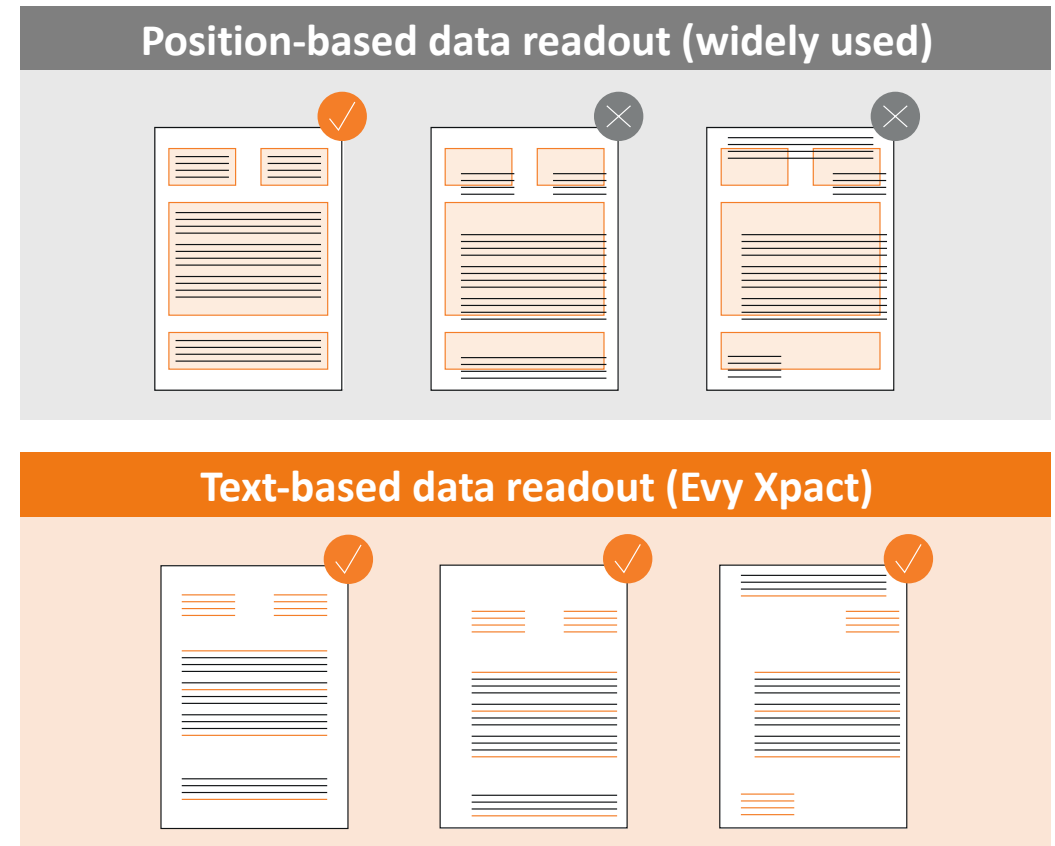 Position-based data readout (widely used)
Text-based data readout (Evy Xpact)